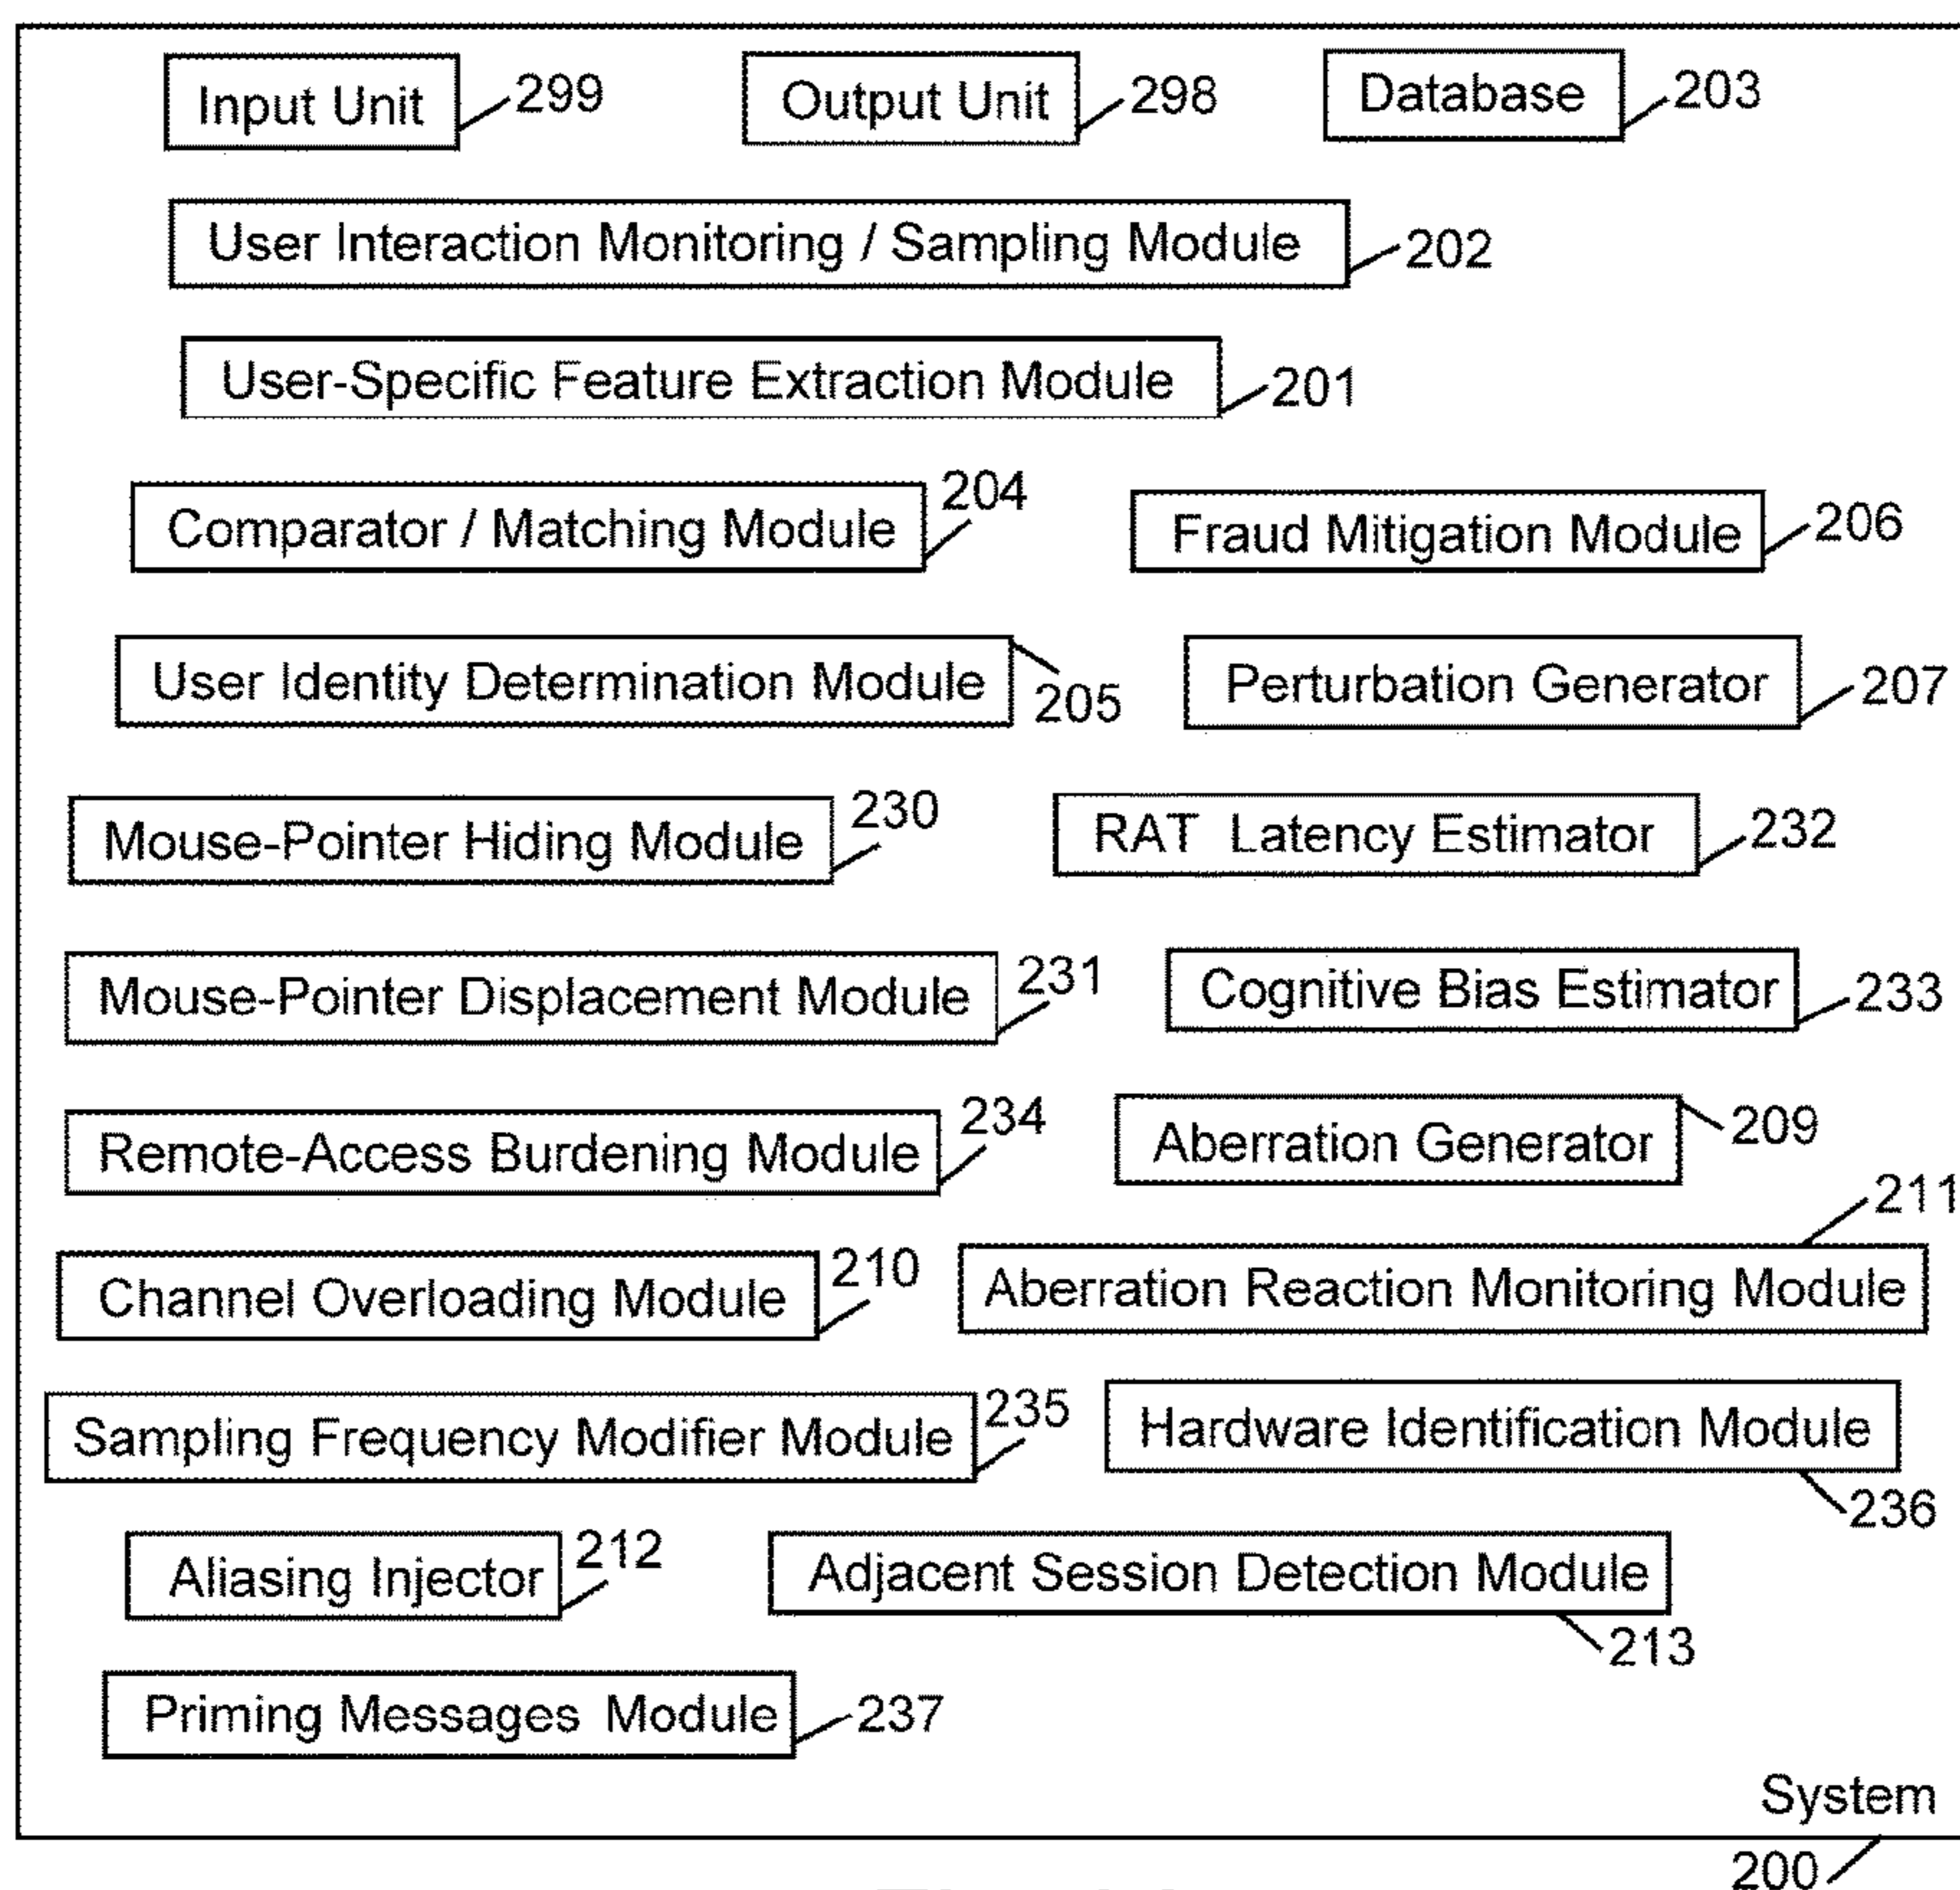 Input Unit 299 Output Unit 298 Database 203
User Interaction Monitoring / Sampling Module 202
User-Specific Feature Extraction Module 201
Comparator / Matching Module 204 Fraud Mitigation Module 206
User Identity Determination Module 205 Perturbation Generator 207
Mouse-Pointer Hiding Module 230 RAT Latency Estimator 232
Mouse-Pointer Displacement Module 231 Cognitive Bias Estimator 233
Remote-Access Burdening Module 234 Aberration Generator 209
Channel Overloading Module 210 Aberration Reaction Monitoring Module 211
Sampling Frequency Modifier Module 235 Hardware Identification Module 236
Aliasing Injector 212 Adjacent Session Detection Module 213
Priming Messages Module 237
System
200